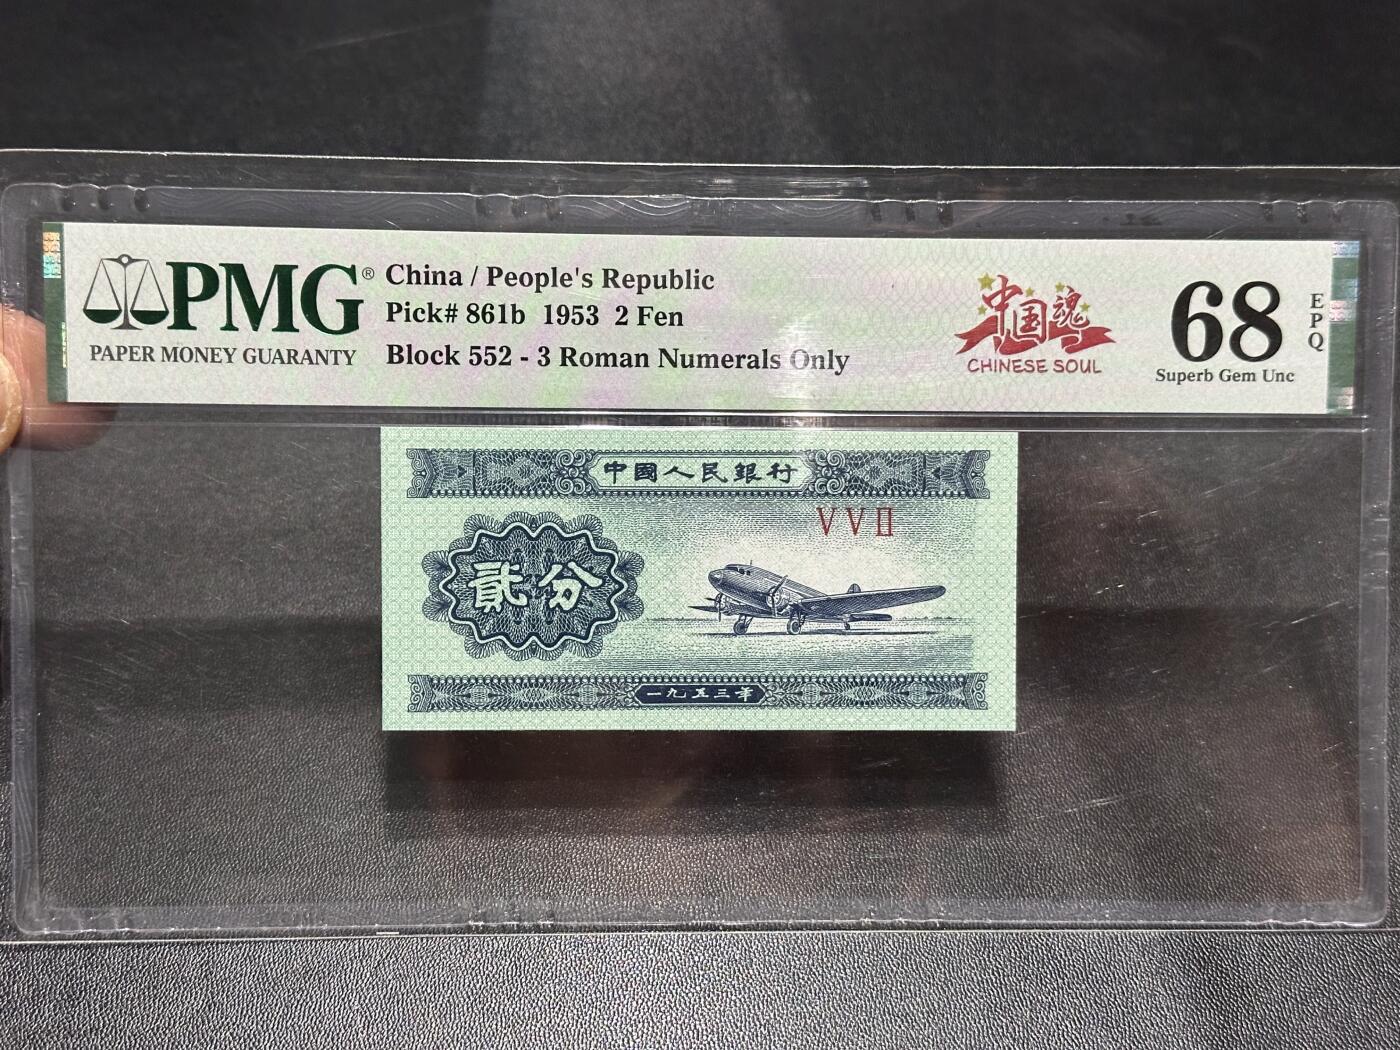 PMG®
PAPER MONEY GUARANTY
China / People's Republic
Pick# 861b 1953 2 Fen
Block 552 - 3 Roman Numerals Only
中国魂
CHINESE SOUL
68
EPQ
Superb Gem Unc
中國人民銀行
V V II
貳分
一九五三年